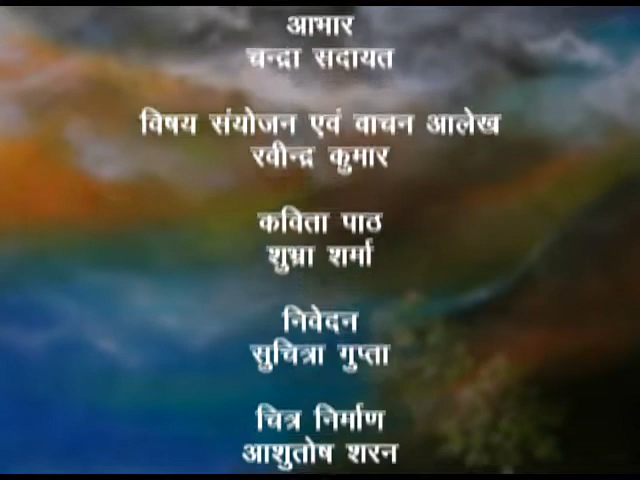 आभार
चन्द्रा सदायत
विषय संयोजन एवं वाचन आलेख
रवीन्द्र कुमार
कविता पाठ
शुभ्रा शर्मा
निवेदन
सुचित्रा गुप्ता
चित्र निर्माण
आशुतोष शरन